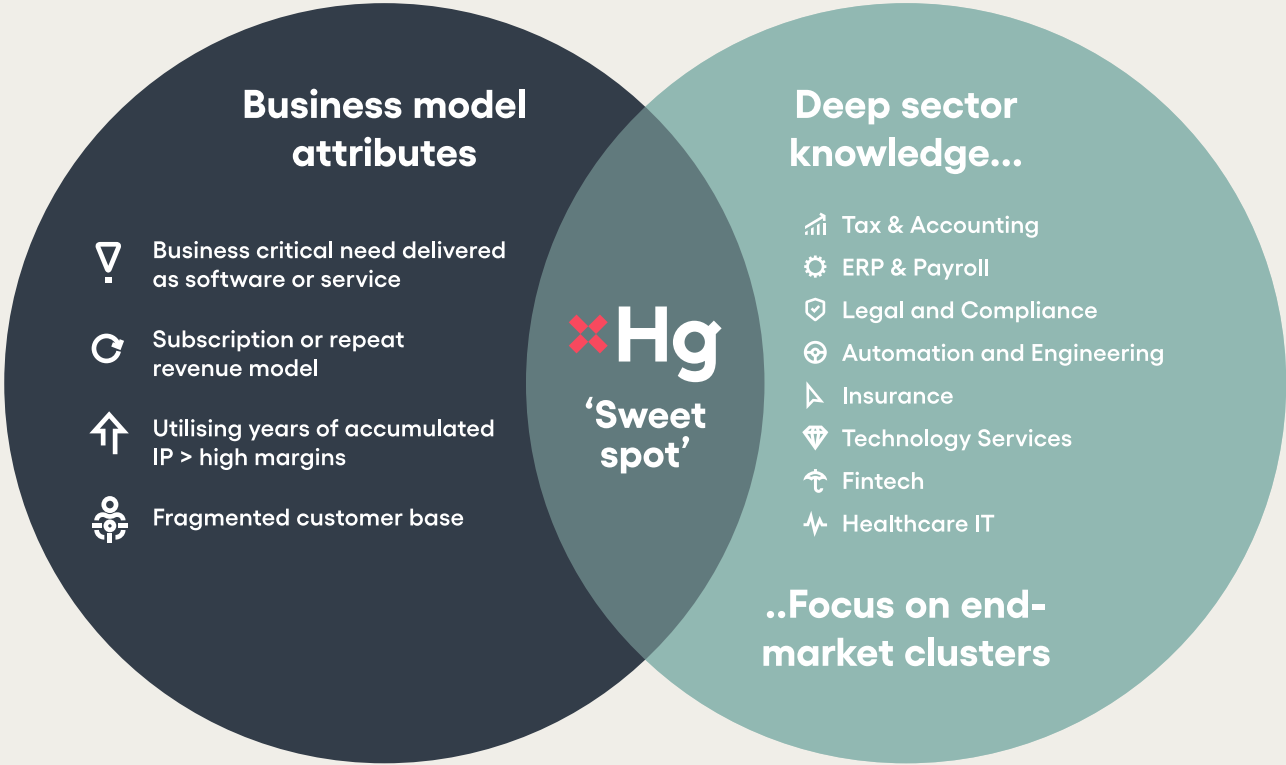 Business model
attributes
Business critical need delivered
as software or service
Subscription or repeat
revenue model
Utilising years of accumulated
IP > high margins
Fragmented customer base
Hg
‘Sweet
spot’
Deep sector
knowledge...
Tax & Accounting
ERP & Payroll
Legal and Compliance
Automation and Engineering
Insurance
Technology Services
Fintech
Healthcare IT
..Focus on end-
market clusters